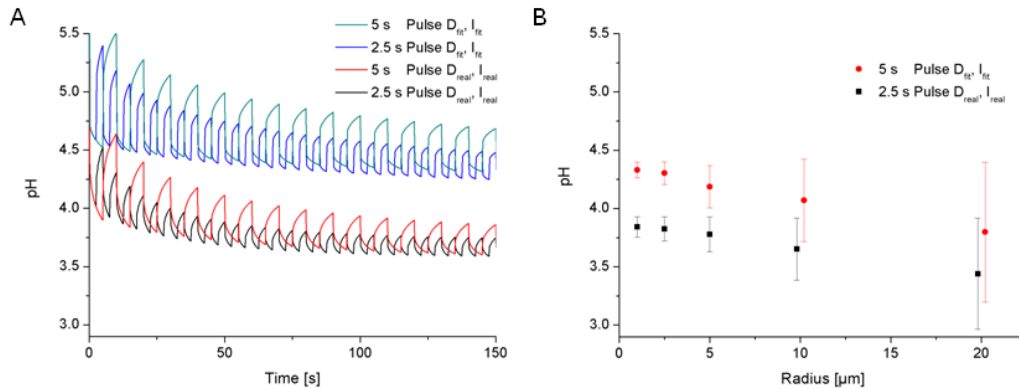 A
5 s Pulse D_fit, I_fit
2.5 s Pulse D_fit, I_fit
5 s Pulse D_real, I_real
2.5 s Pulse D_real, I_real
5.5
5.0
4.5
4.0
3.5
3.0
pH
0 50 100 150
Time [s]
B
5 s Pulse D_fit, I_fit
2.5 s Pulse D_real, I_real
5.5
5.0
4.5
4.0
3.5
3.0
pH
0 5 10 15 20
Radius [µm]